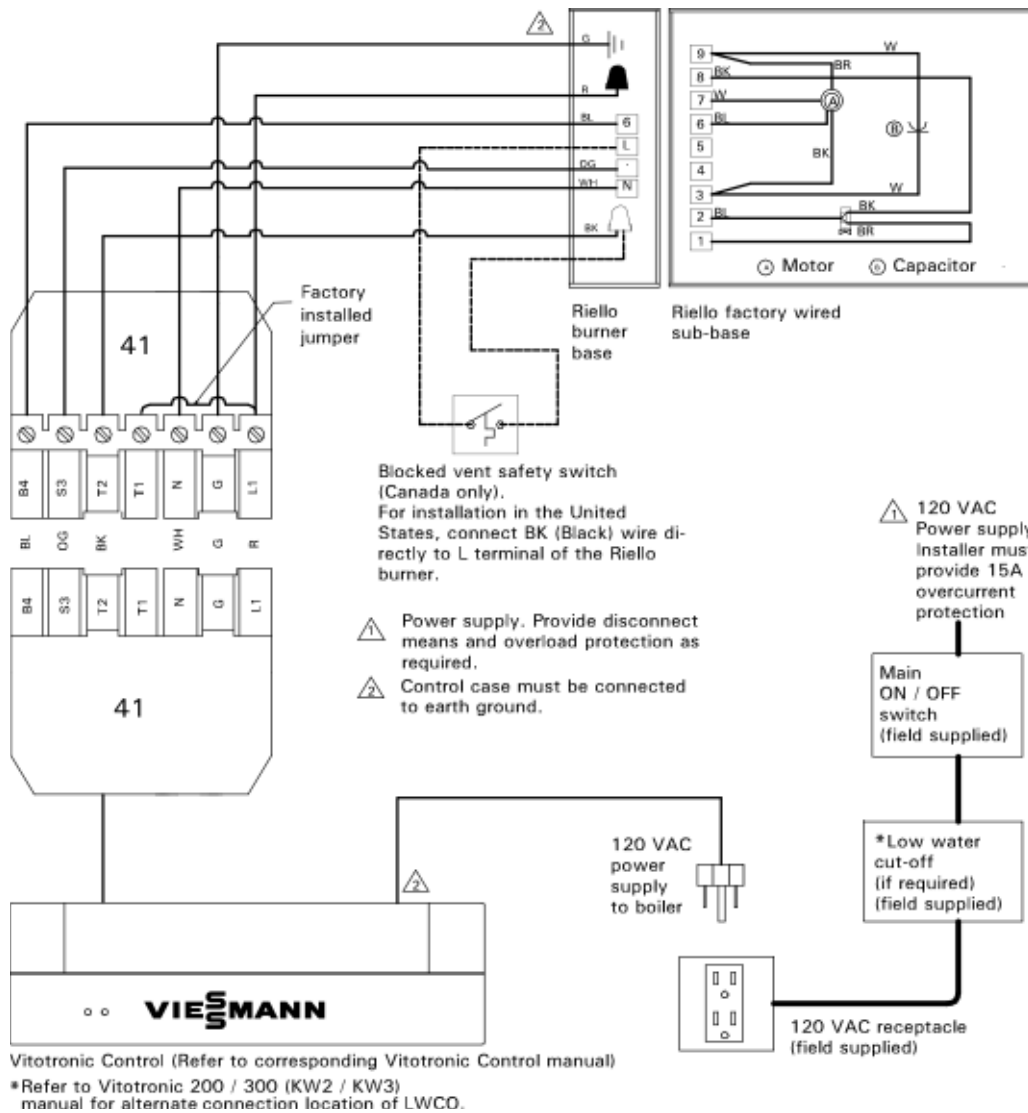 2
G
R
BL
6
L
OG
WH
N
BK
Riello
burner
base
9
8
7
6
5
4
3
2
1
BK
W
BL
BL
W
BR
A
BK
B
W
BK
BR
A Motor
B Capacitor
Riello factory wired
sub-base
Factory
installed
jumper
41
B4
S3
T2
T1
N
G
L1
BL
OG
BK
WH
G
R
B4
S3
T2
T1
N
G
L1
41
Blocked vent safety switch
(Canada only).
For installation in the United
States, connect BK (Black) wire di-
rectly to L terminal of the Riello
burner.
1 Power supply. Provide disconnect
means and overload protection as
required.
2 Control case must be connected
to earth ground.
1 120 VAC
Power supply
Installer must
provide 15A
overcurrent
protection
Main
ON / OFF
switch
(field supplied)
*Low water
cut-off
(if required)
(field supplied)
120 VAC
power
supply
to boiler
2
120 VAC receptacle
(field supplied)
VIESSMANN
Vitotronic Control (Refer to corresponding Vitotronic Control manual)
*Refer to Vitotronic 200 / 300 (KW2 / KW3)
manual for alternate connection location of LWCO.